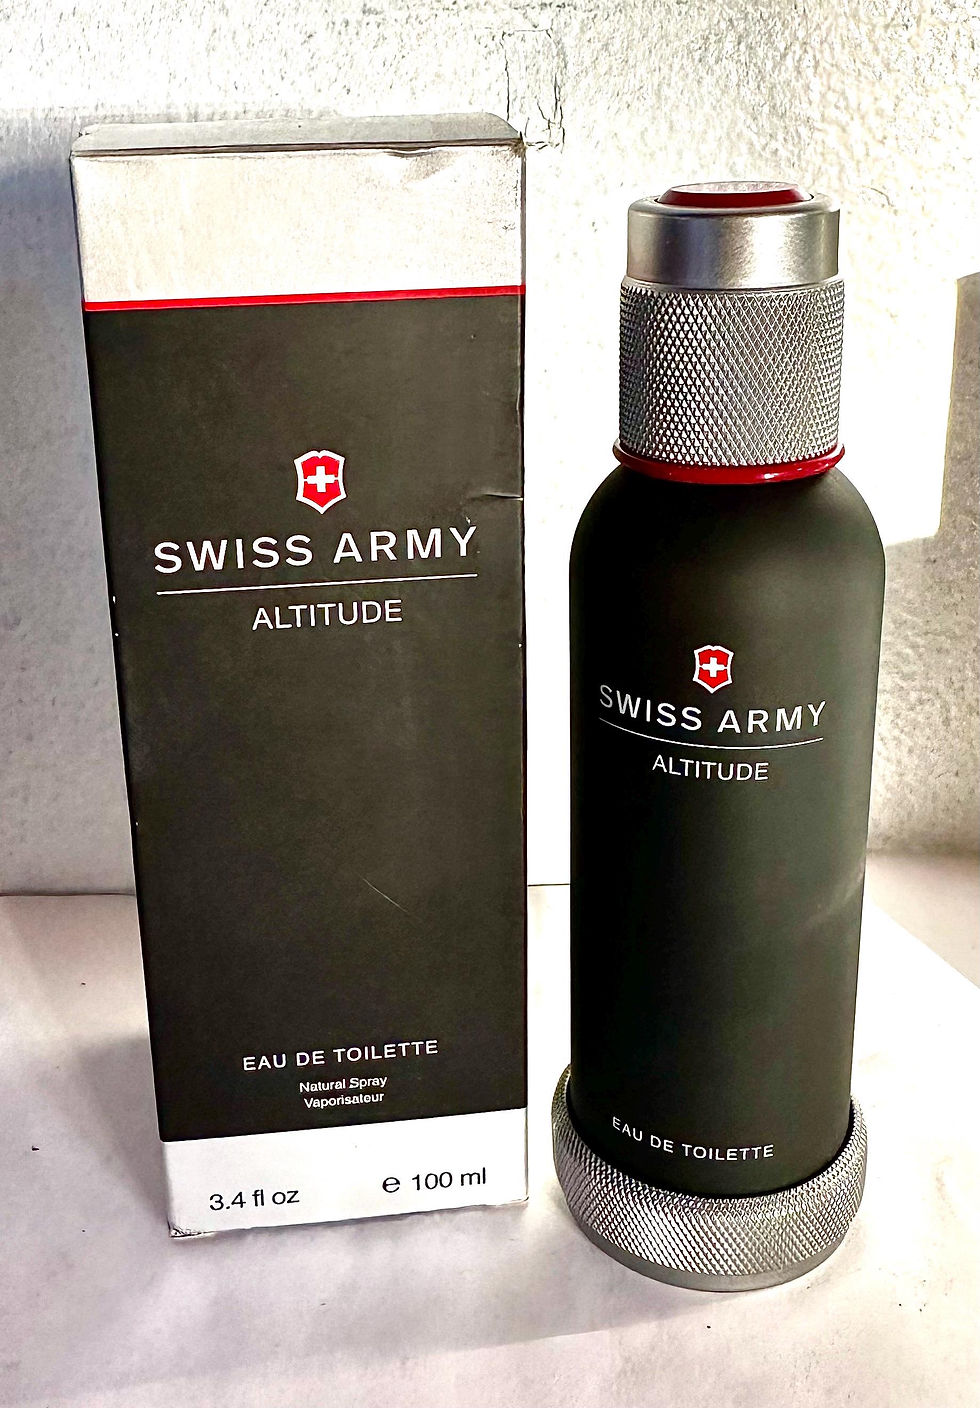 SWISS ARMY
ALTITUDE
EAU DE TOILETTE
Natural Spray
Vaporisateur
3.4 fl oz ℮ 100 ml
SWISS ARMY
ALTITUDE
EAU DE TOILETTE